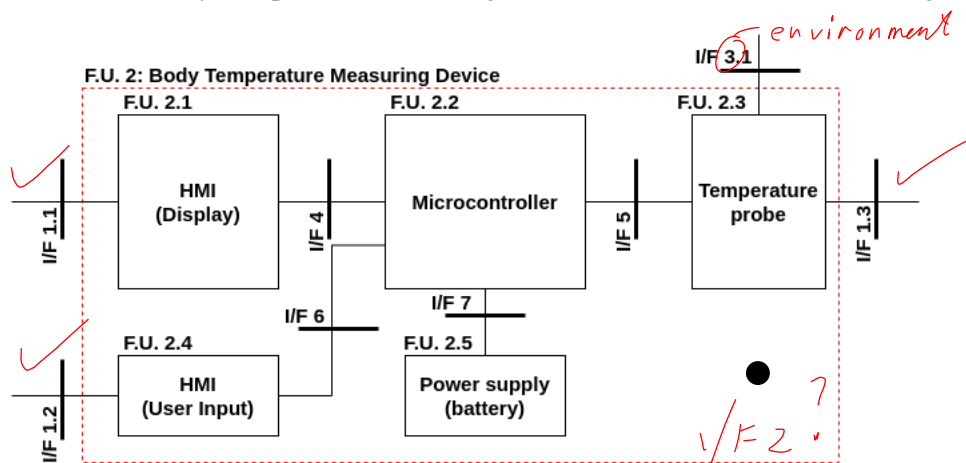 environment
I/F 3.1
F.U. 2: Body Temperature Measuring Device
F.U. 2.1
F.U. 2.2
F.U. 2.3
HMI
(Display)
Microcontroller
Temperature
probe
I/F 1.1
I/F 4
I/F 5
I/F 1.3
I/F 6
I/F 7
F.U. 2.4
F.U. 2.5
HMI
(User Input)
Power supply
(battery)
I/F 1.2
I/F 2 ?